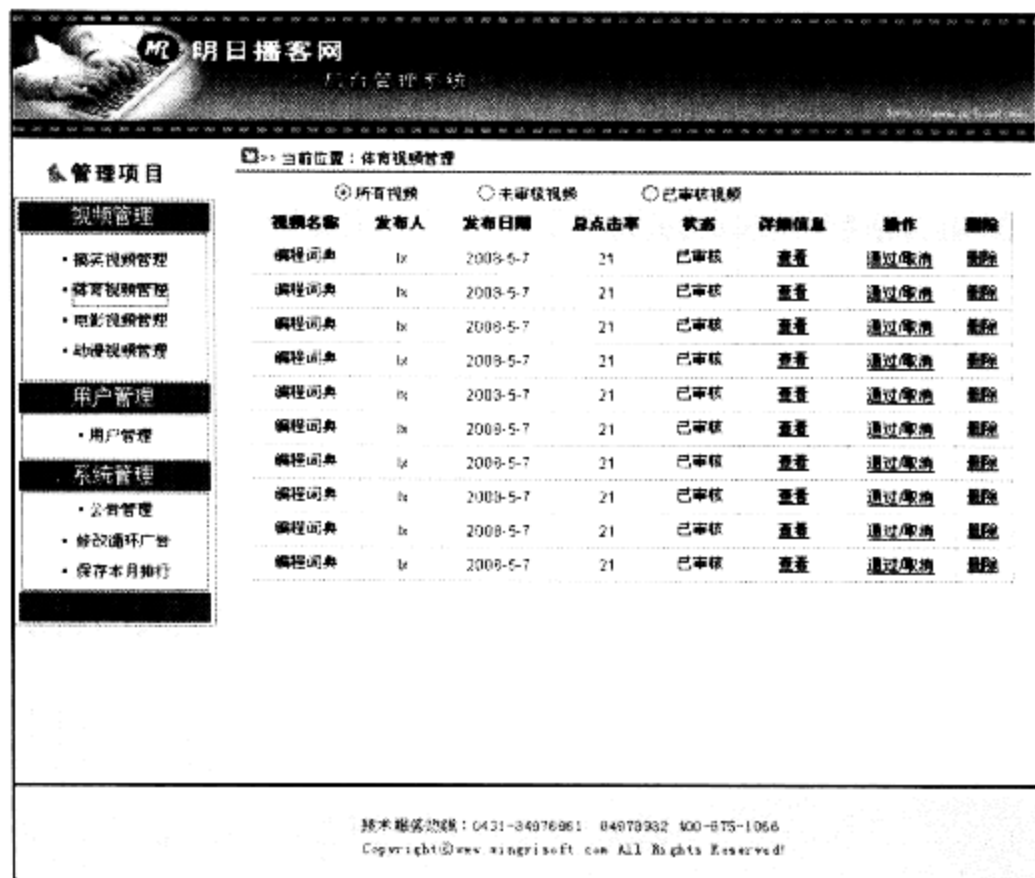 MR 明日播客网
后台管理系统
管理项目
>> 当前位置：体育视频管理
所有视频 未审核视频 已审核视频
视频管理
• 搞笑视频管理
• 体育视频管理
• 电影视频管理
• 动漫视频管理
用户管理
• 用户管理
系统管理
• 公告管理
• 修改循环广告
• 保存本月排行
视频名称 发布人 发布日期 总点击率 状态 详细信息 操作 删除
编程词典 lx 2008-5-7 21 已审核 查看 通过/取消 删除
编程词典 lx 2008-5-7 21 已审核 查看 通过/取消 删除
编程词典 lx 2008-5-7 21 已审核 查看 通过/取消 删除
编程词典 lx 2008-5-7 21 已审核 查看 通过/取消 删除
编程词典 lx 2008-5-7 21 已审核 查看 通过/取消 删除
编程词典 lx 2008-5-7 21 已审核 查看 通过/取消 删除
编程词典 lx 2008-5-7 21 已审核 查看 通过/取消 删除
编程词典 lx 2008-5-7 21 已审核 查看 通过/取消 删除
编程词典 lx 2008-5-7 21 已审核 查看 通过/取消 删除
编程词典 lx 2008-5-7 21 已审核 查看 通过/取消 删除
技术服务热线：0431-84978981 84978982 400-675-1066
Copyright©www.mingrisoft.com All Rights Reserved!